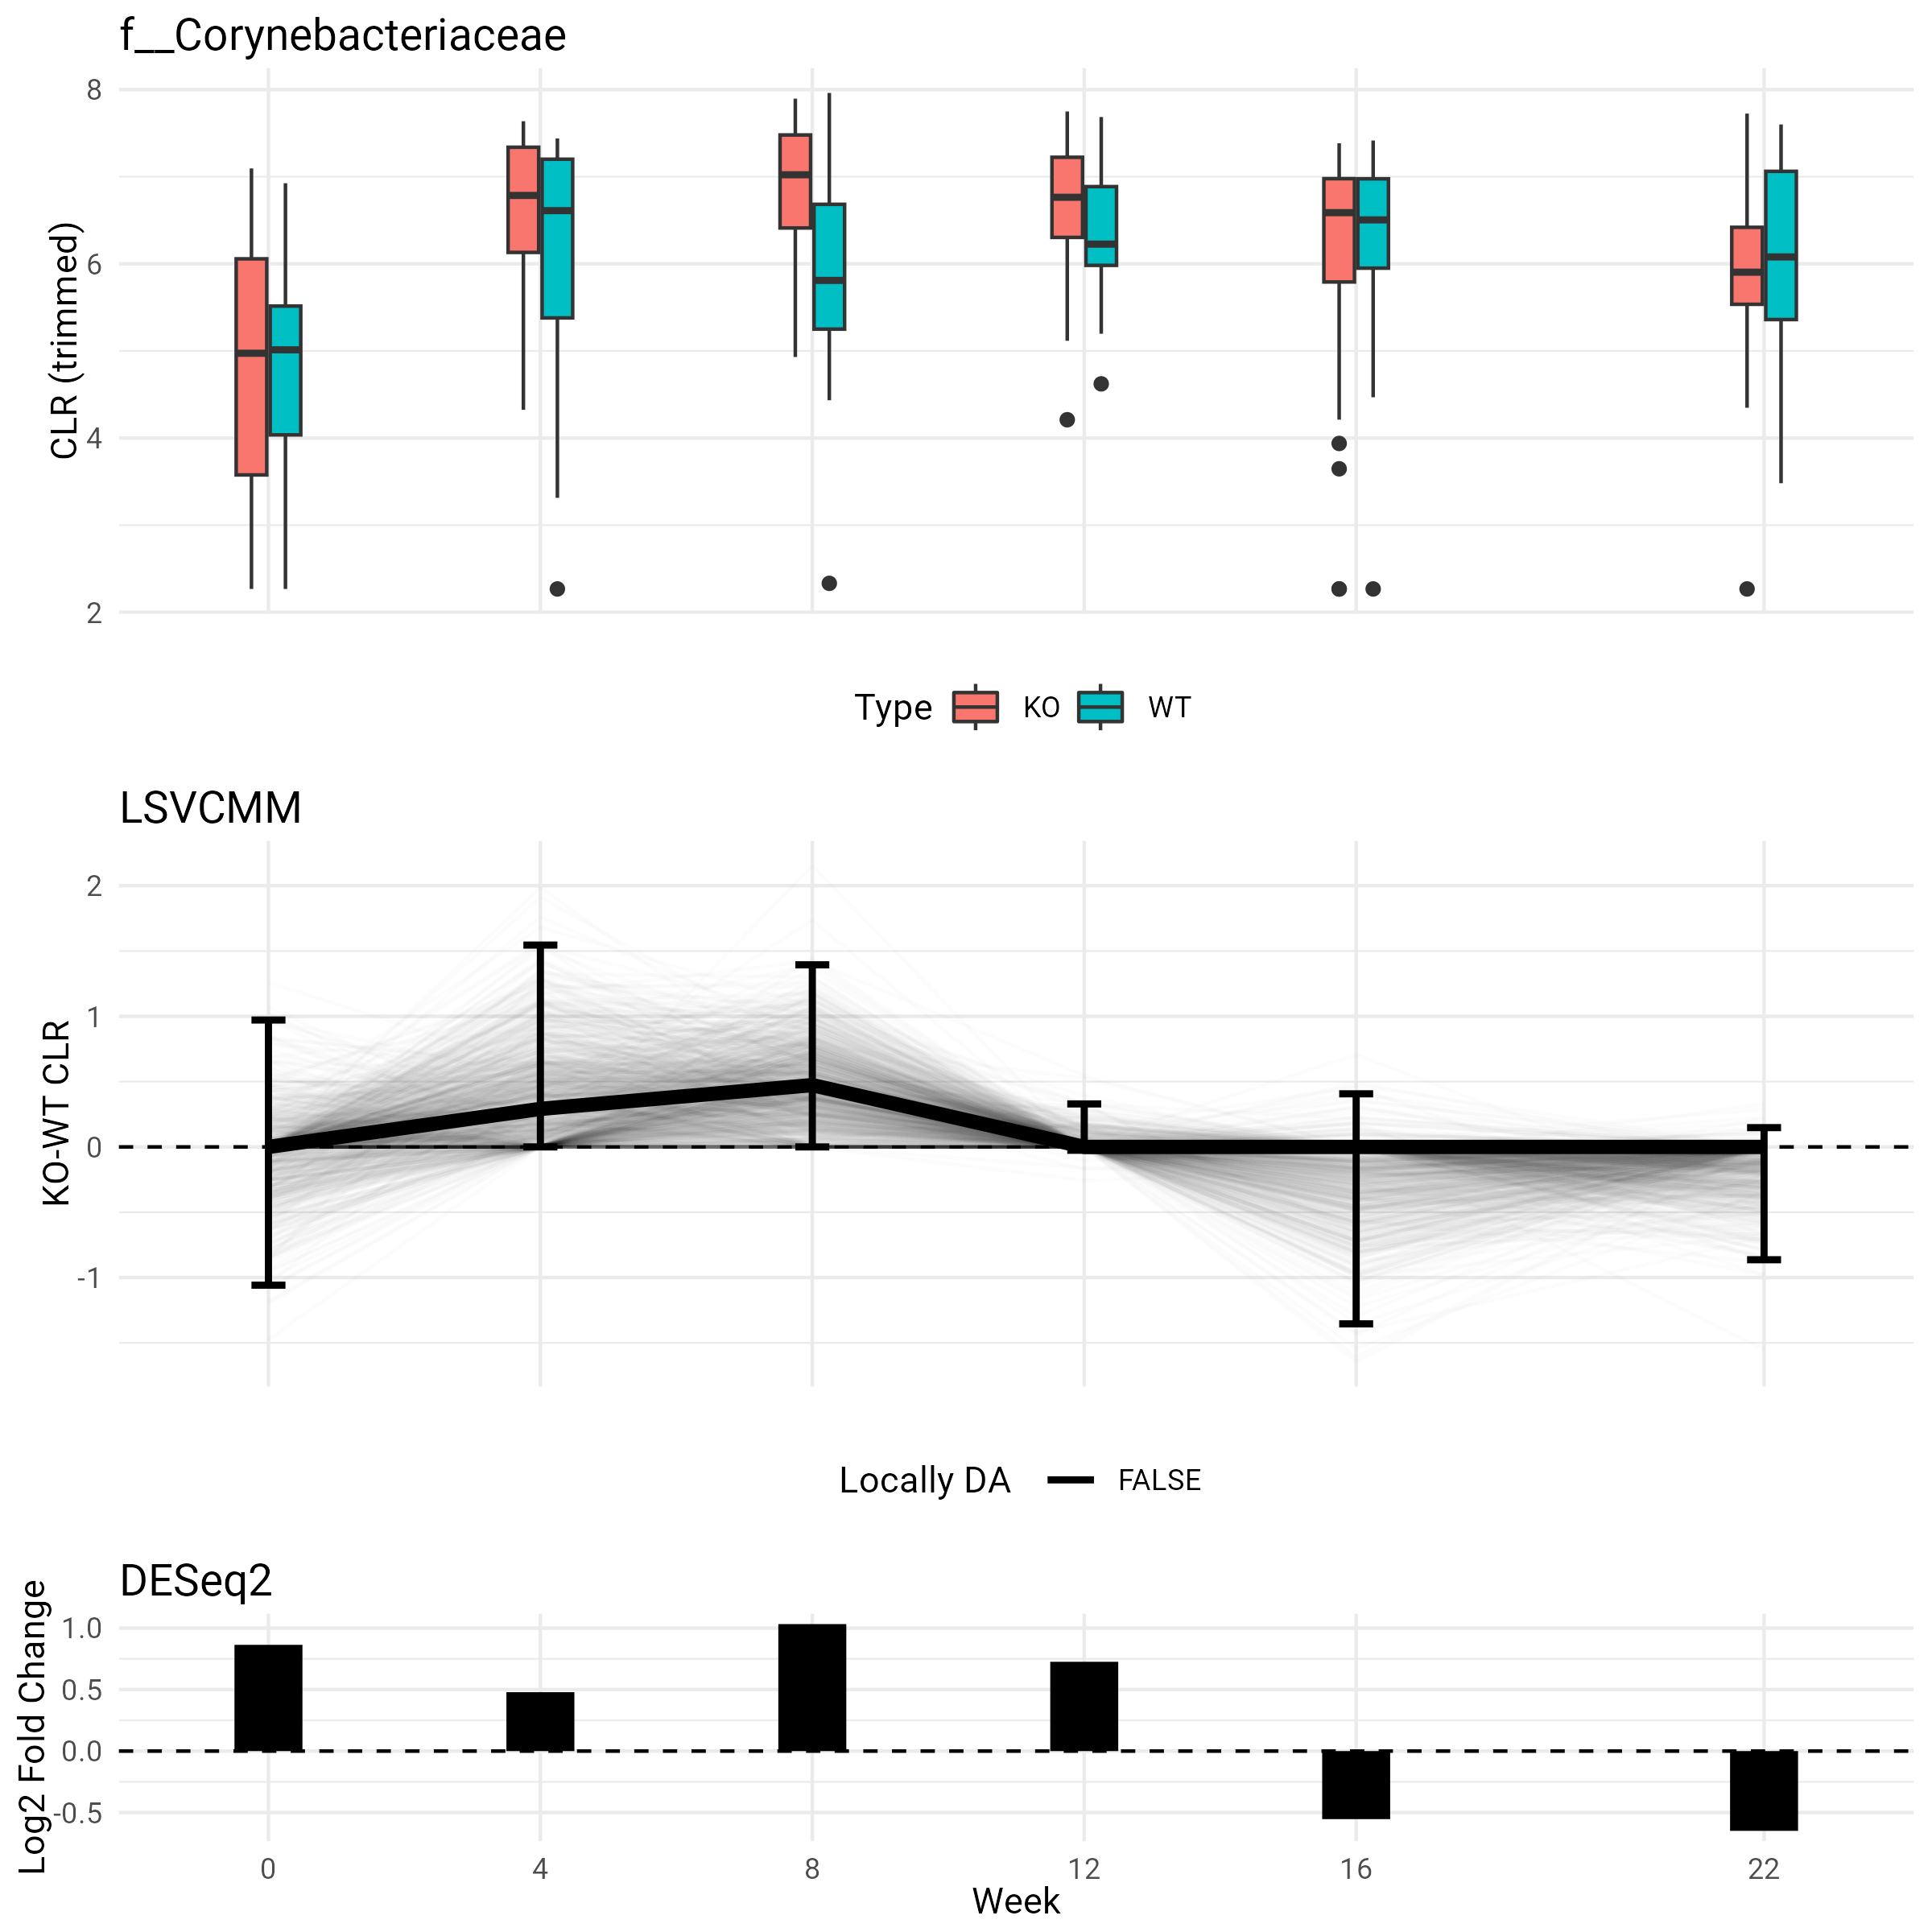 f__Corynebacteriaceae
CLR (trimmed)
8
6
4
2
Type KO WT
LSVCMM
KO-WT CLR
2
1
0
-1
Locally DA FALSE
DESeq2
Log2 Fold Change
1.0
0.5
0.0
-0.5
0 4 8 12 16 22
Week